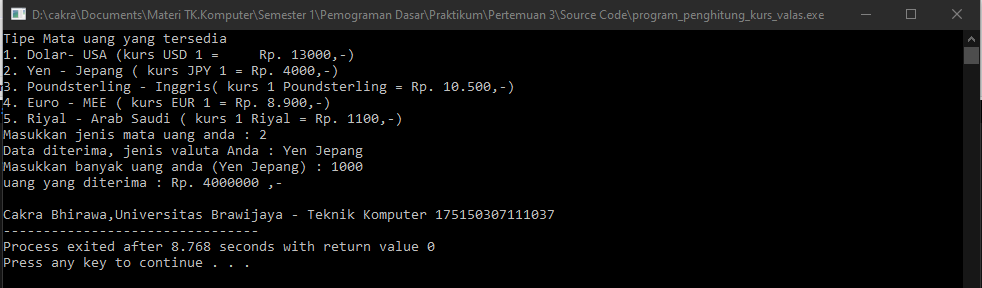 D:\cakra\Documents\Materi TK.Komputer\Semester 1\Pemograman Dasar\Praktikum\Pertemuan 3\Source Code\program_penghitung_kurs_valas.exe
Tipe Mata uang yang tersedia
1. Dolar- USA (kurs USD 1 =     Rp. 13000,-)
2. Yen - Jepang ( kurs JPY 1 = Rp. 4000,-)
3. Poundsterling - Inggris( kurs 1 Poundsterling = Rp. 10.500,-)
4. Euro - MEE ( kurs EUR 1 = Rp. 8.900,-)
5. Riyal - Arab Saudi ( kurs 1 Riyal = Rp. 1100,-)
Masukkan jenis mata uang anda : 2
Data diterima, jenis valuta Anda : Yen Jepang
Masukkan banyak uang anda (Yen Jepang) : 1000
uang yang diterima : Rp. 4000000 ,-
Cakra Bhirawa,Universitas Brawijaya - Teknik Komputer 175150307111037
--------------------------------
Process exited after 8.768 seconds with return value 0
Press any key to continue . . .